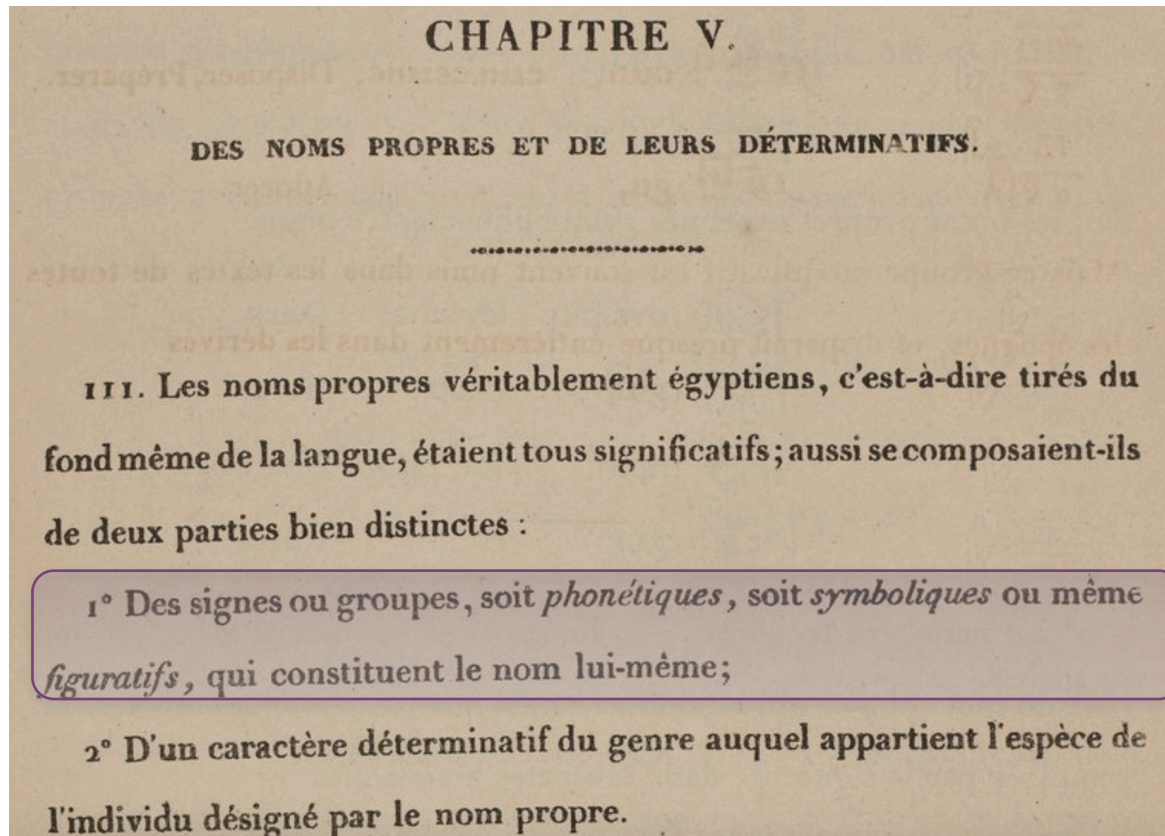 CHAPITRE V.
DES NOMS PROPRES ET DE LEURS DÉTERMINATIFS.
111. Les noms propres véritablement égyptiens, c'est-à-dire tirés du
fond même de la langue, étaient tous significatifs; aussi se composaient-ils
de deux parties bien distinctes :
1° Des signes ou groupes, soit phonétiques, soit symboliques ou même
figuratifs, qui constituent le nom lui-même;
2° D'un caractère déterminatif du genre auquel appartient l'espèce de
l'individu désigné par le nom propre.